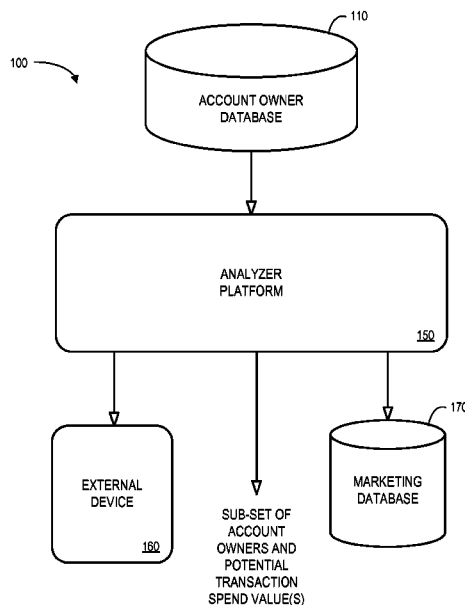 110
100
ACCOUNT OWNER
DATABASE
ANALYZER
PLATFORM
150
170
EXTERNAL
DEVICE
160
MARKETING
DATABASE
SUB-SET OF
ACCOUNT
OWNERS AND
POTENTIAL
TRANSACTION
SPEND VALUE(S)